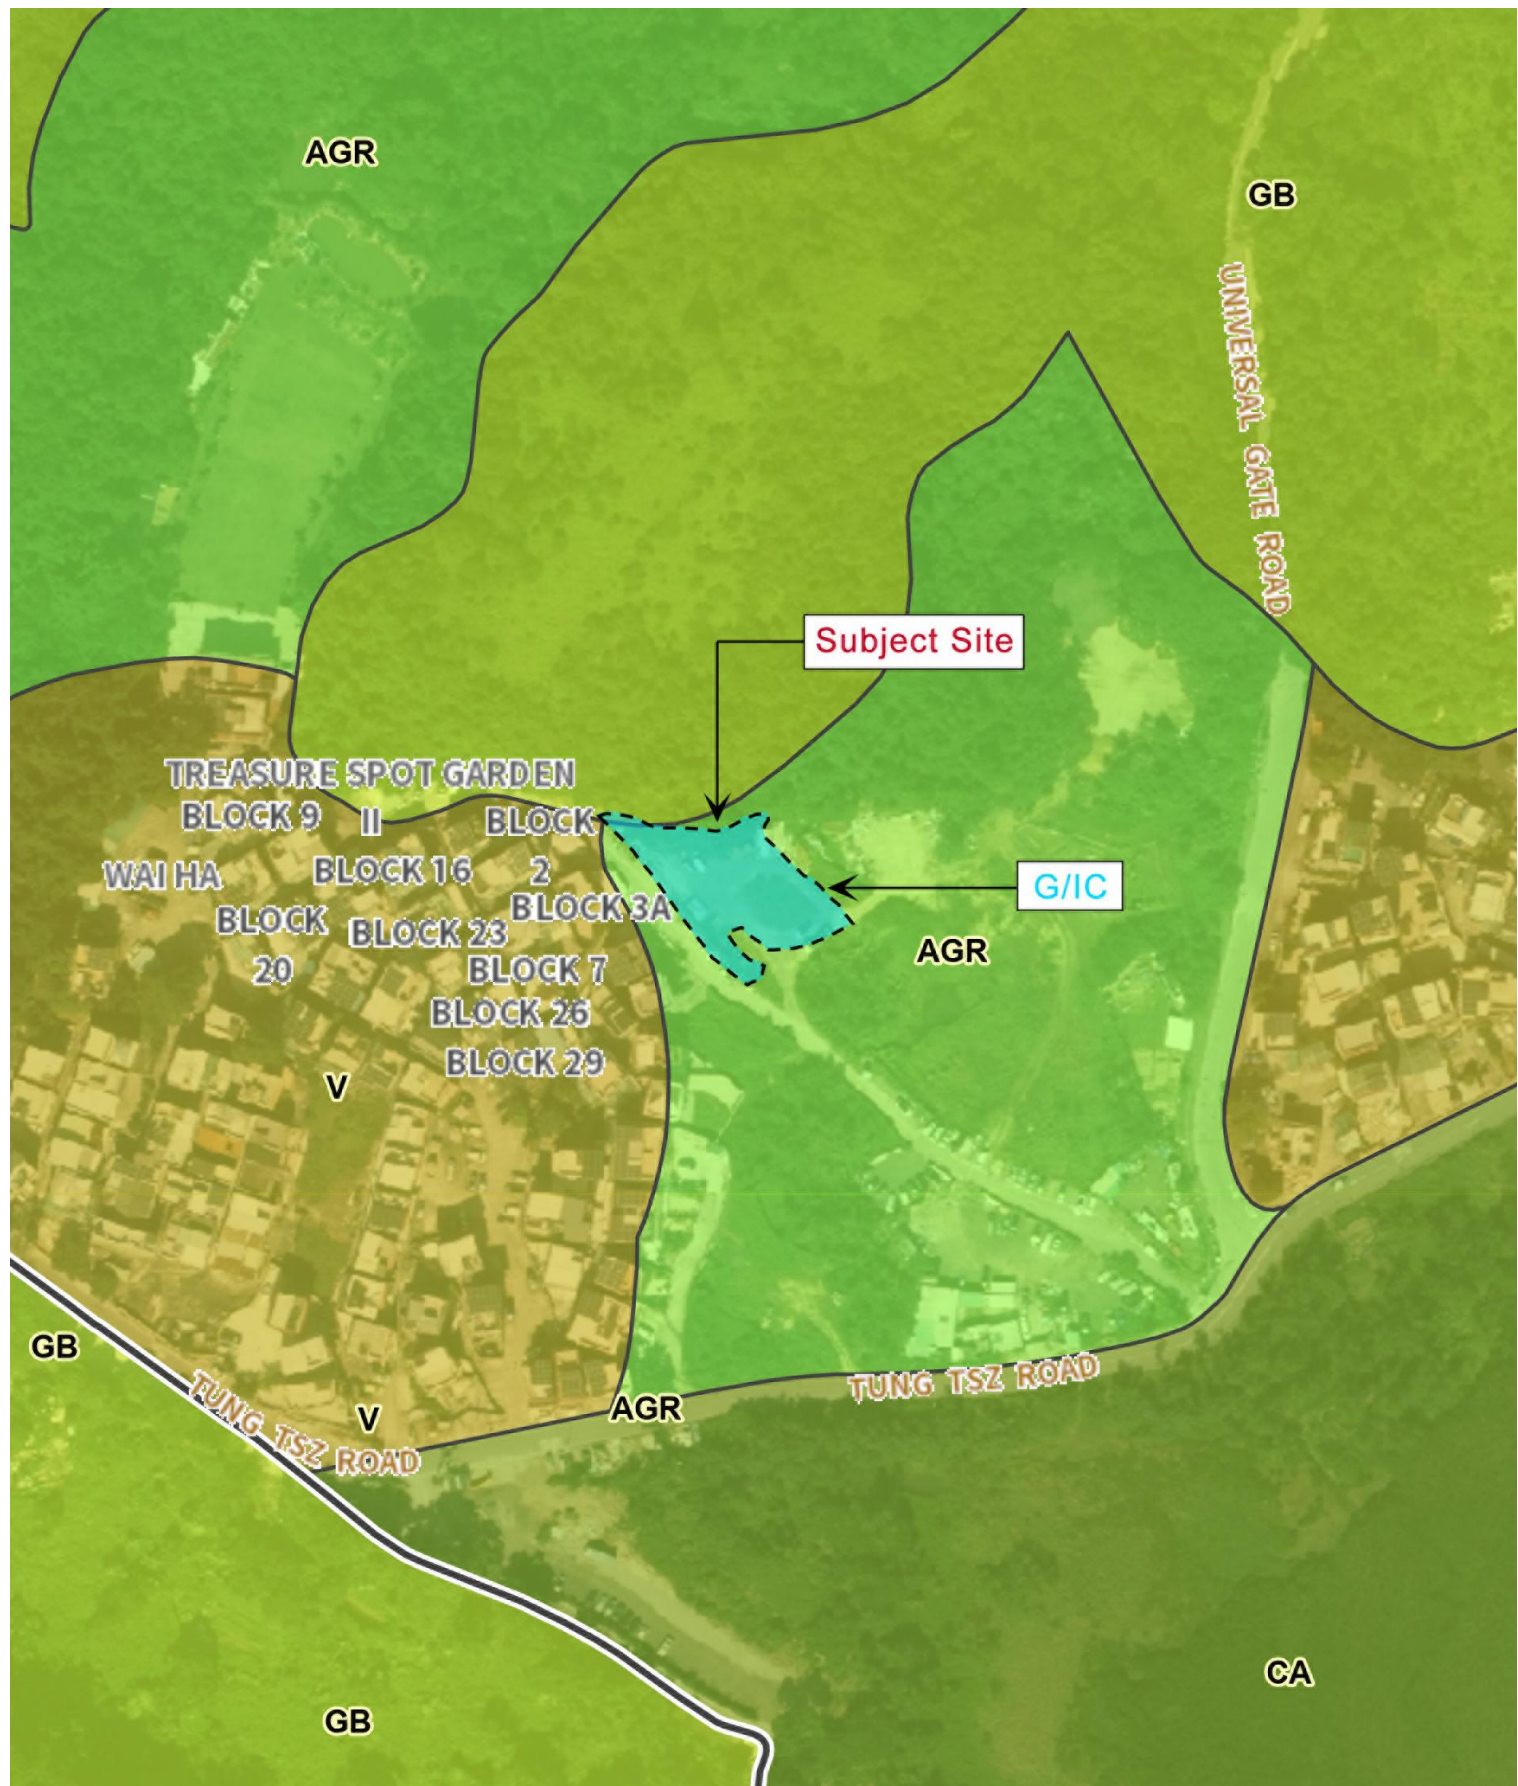 AGR
GB
UNIVERSAL GATE ROAD
Subject Site
TREASURE SPOT GARDEN
BLOCK 9
II
BLOCK
WAI HA
BLOCK 16
2
G/IC
BLOCK 3A
BLOCK
BLOCK 23
AGR
20
BLOCK 7
BLOCK 26
BLOCK 29
V
GB
TUNG TSZ ROAD
TUNG TSZ ROAD
AGR
V
CA
GB